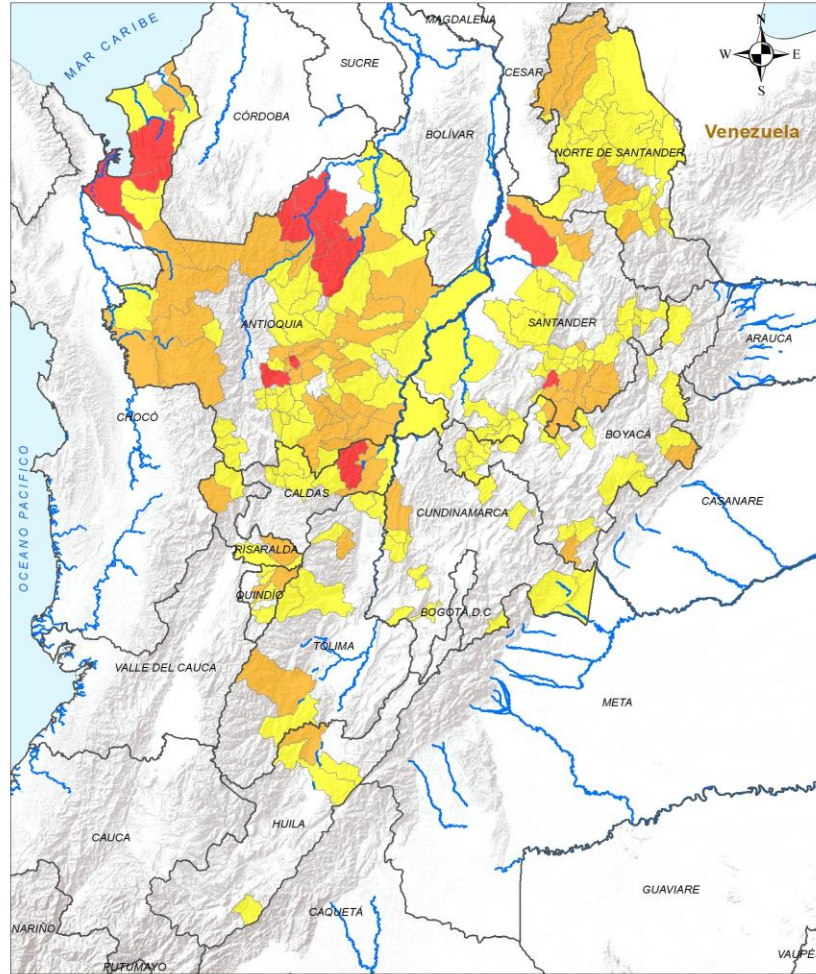 MAGDALENA
N
MAR CARIBE
SUCRE
CESAR
W E
S
CÓRDOBA
BOLÍVAR
Venezuela
NORTE DE SANTANDER
ANTIOQUIA
SANTANDER
ARAUCA
CHOCÓ
BOYACÁ
OCEANO PACIFICO
CALDAS
CUNDINAMARCA
CASANARE
RISARALDA
QUINDÍO
BOGOTÁ, D.C.
TOLIMA
VALLE DEL CAUCA
META
HUILA
CAUCA
GUAVIARE
CAQUETÁ
NARIÑO
VAUPÉS
PUTUMAYO